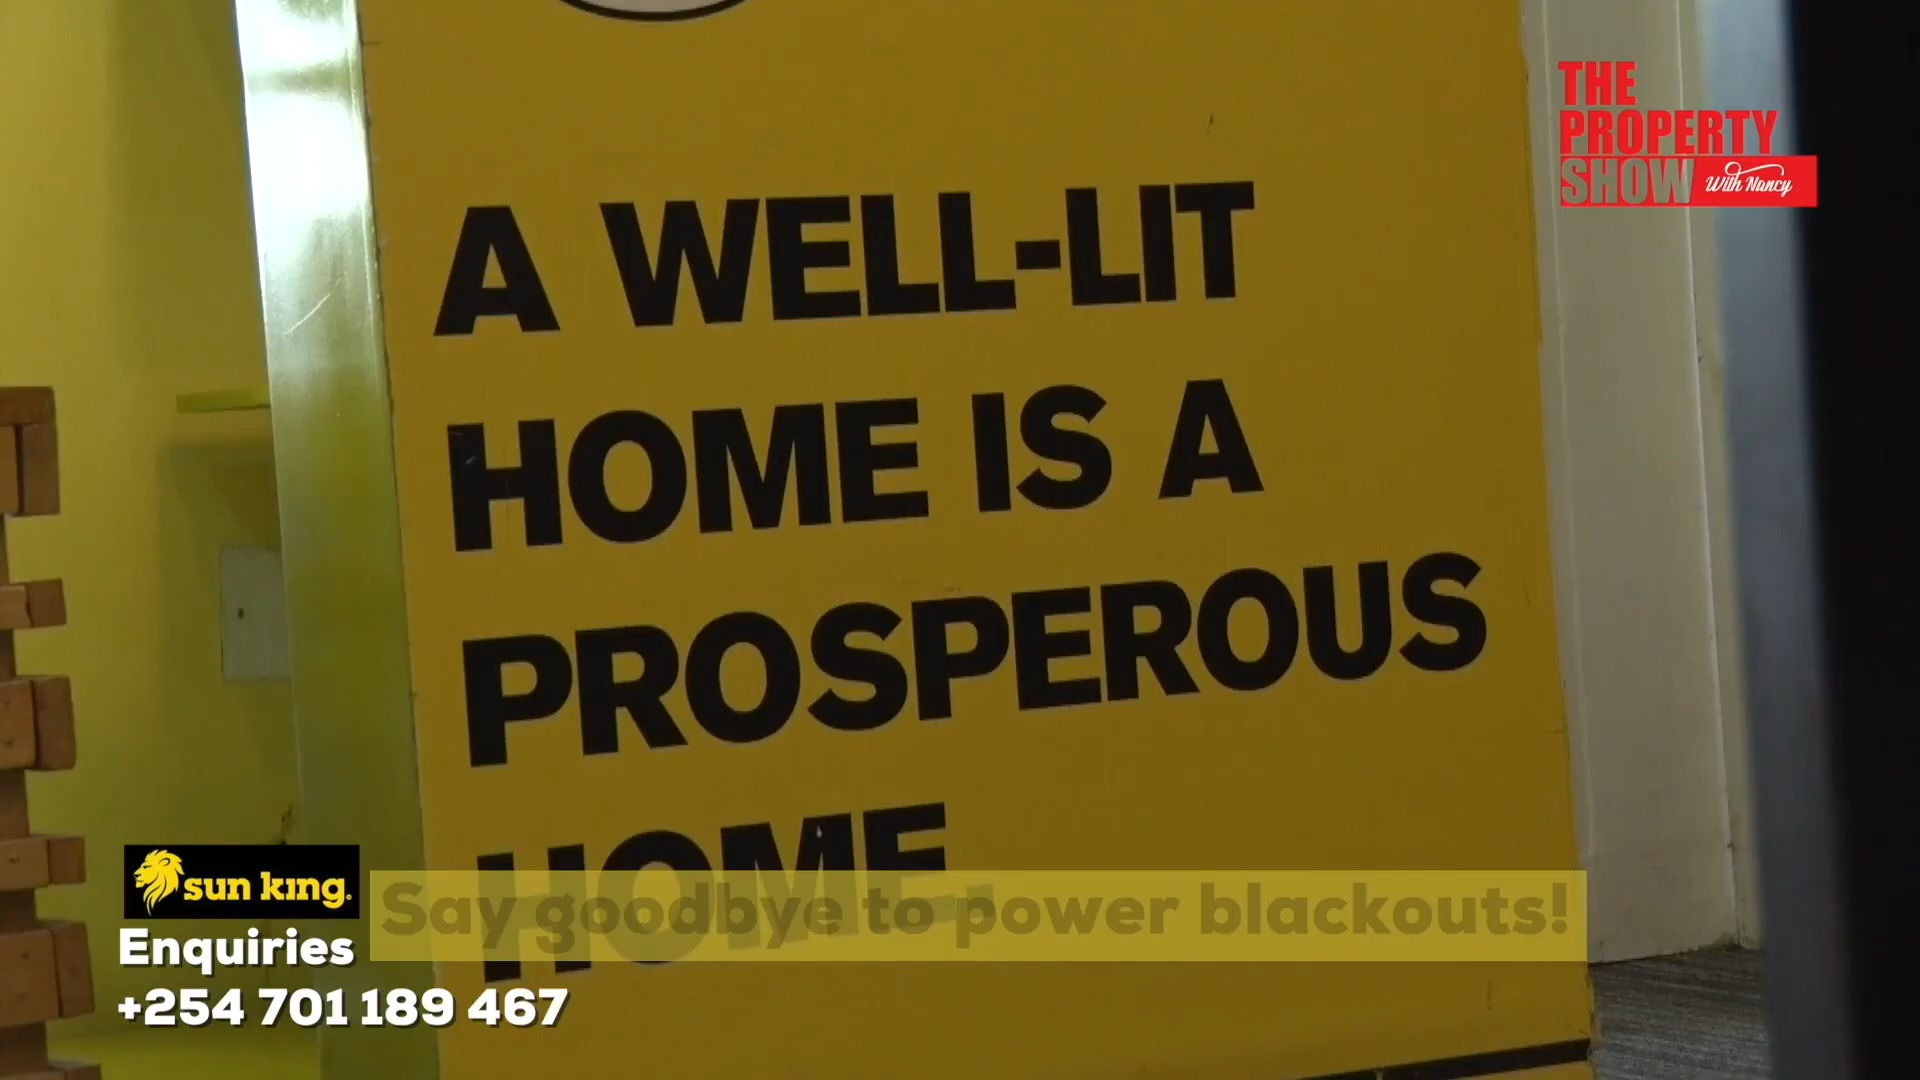 THE
PROPERTY
SHOW With Nancy
A WELL-LIT
HOME IS A
PROSPEROUS
HOME.
sun king.
Say goodbye to power blackouts!
Enquiries
+254 701 189 467